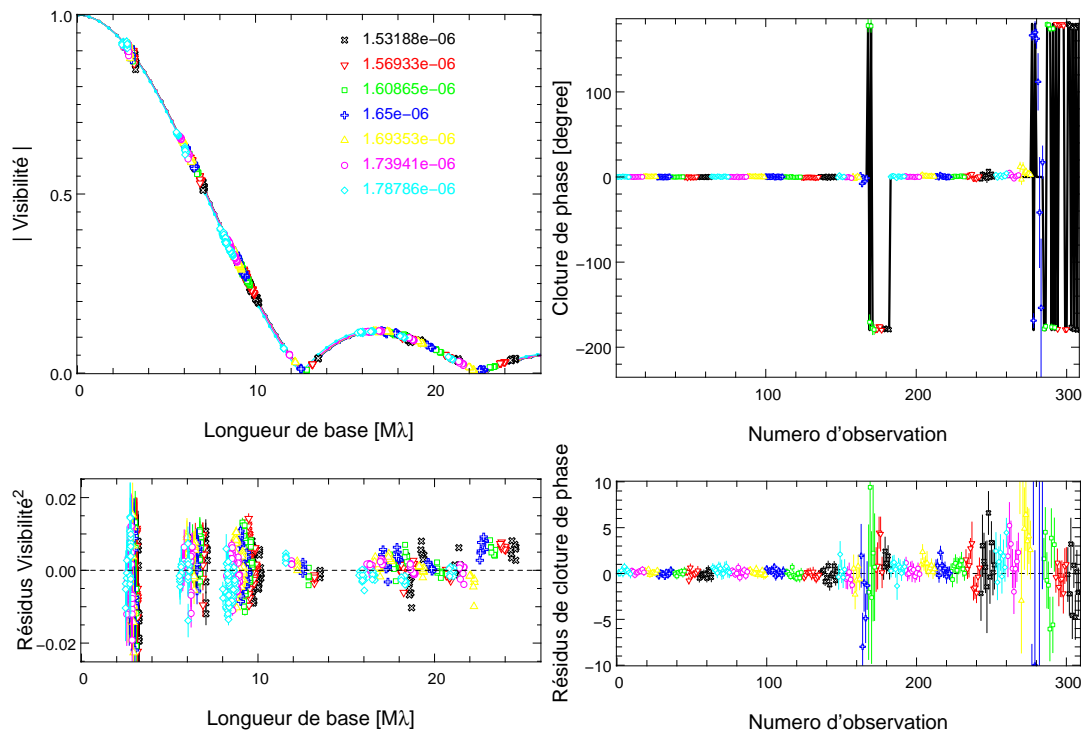 | Visibilité |
1.0
0.5
0.0
1.53188e−06
1.56933e−06
1.60865e−06
1.65e−06
1.69353e−06
1.73941e−06
1.78786e−06
0 10 20
Longueur de base [Mλ]
Cloture de phase [degree]
100
0
−100
−200
100 200 300
Numero d'observation
Résidus Visibilité²
0.02
0.00
−0.02
0 10 20
Longueur de base [Mλ]
Résidus de cloture de phase
10
5
0
−5
−10
0 100 200 300
Numero d'observation